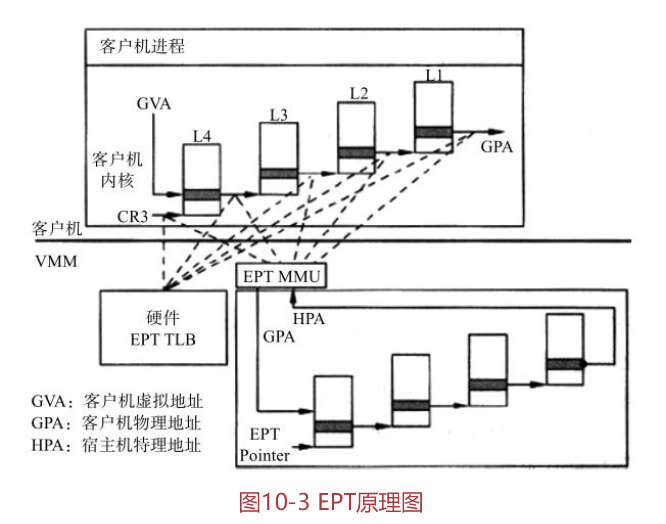 客户机进程
L1
L2
L3
L4
GVA
GPA
客户机
内核
CR3
客户机
VMM
EPT MMU
硬件
EPT TLB
HPA
GPA
GVA：客户机虚拟地址
GPA：客户机物理地址
HPA：宿主机特理地址
EPT
Pointer
图10-3 EPT原理图